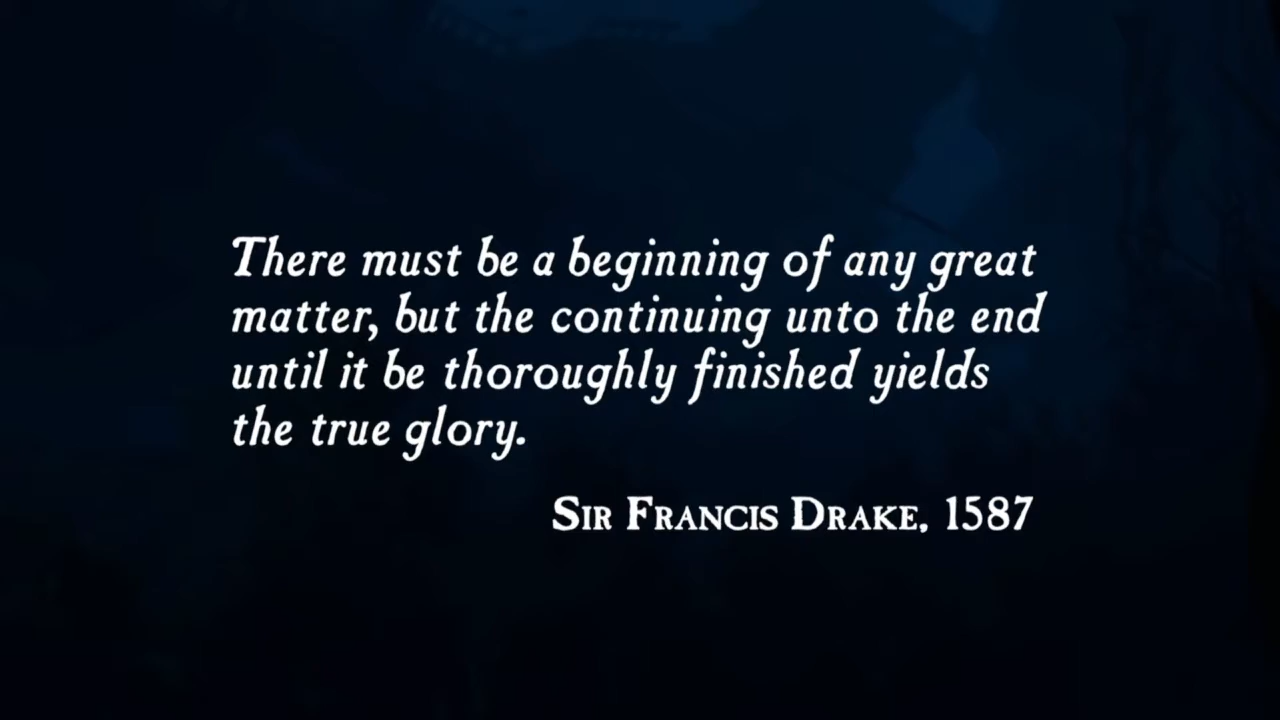 There must be a beginning of any great
matter, but the continuing unto the end
until it be thoroughly finished yields
the true glory.
Sir Francis Drake, 1587